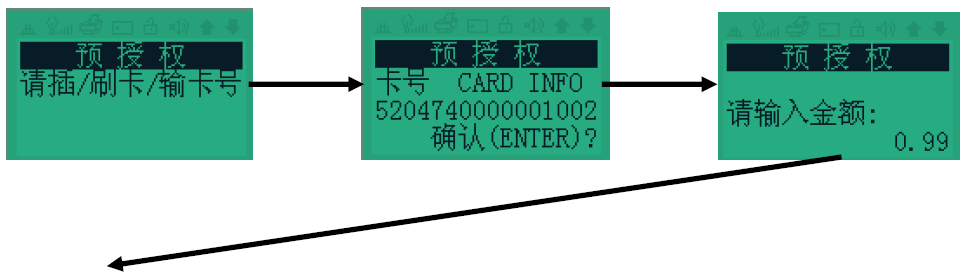 预授权
请插/刷卡/输卡号
预授权
卡号 CARD INFO
5204740000001002
确认(ENTER)?
预授权
请输入金额:
0.99